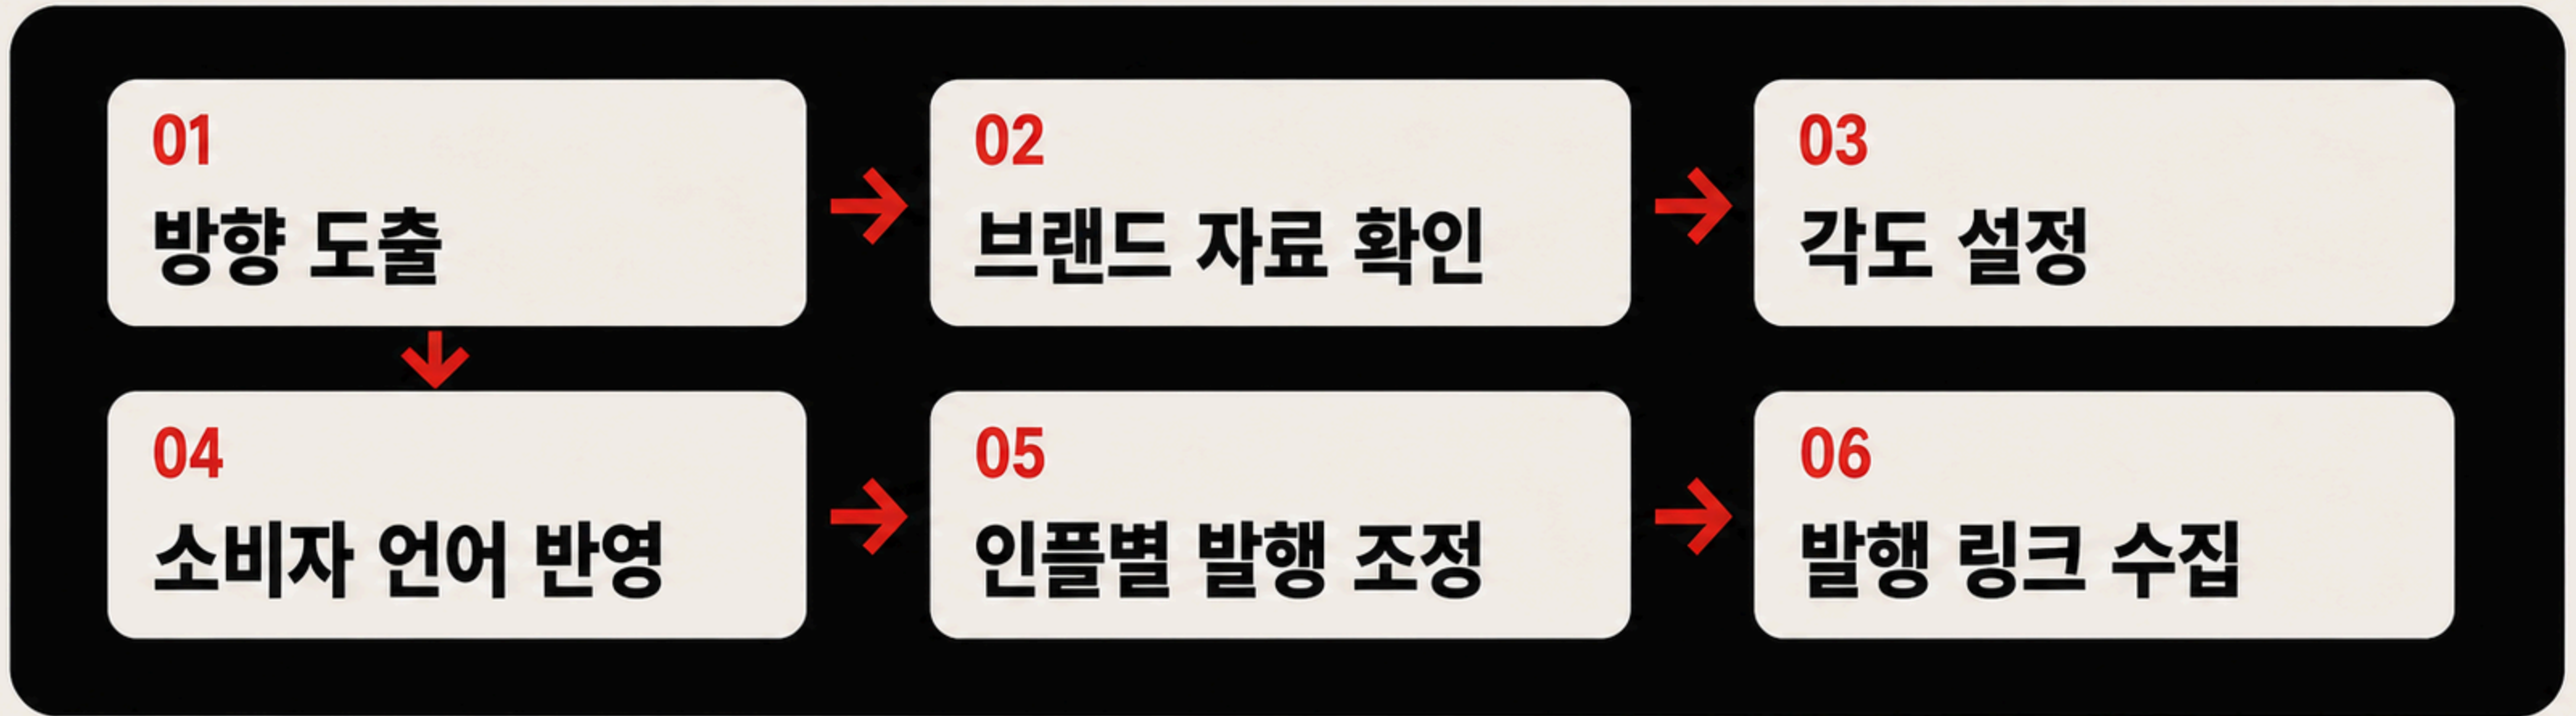 01
방향 도출
02
브랜드 자료 확인
03
각도 설정
04
소비자 언어 반영
05
인플별 발행 조정
06
발행 링크 수집